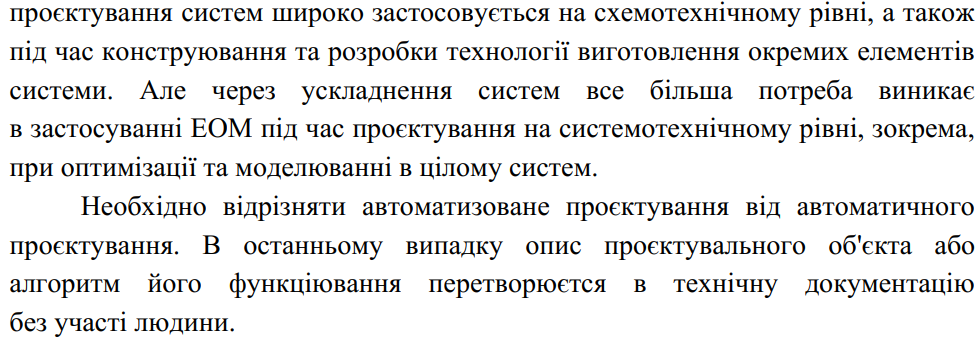 проєктування систем широко застосовується на схемотехнічному рівні, а також
під час конструювання та розробки технології виготовлення окремих елементів
системи. Але через ускладнення систем все більша потреба виникає
в застосуванні ЕОМ під час проєктування на системотехнічному рівні, зокрема,
при оптимізації та моделюванні в цілому систем.
Необхідно відрізняти автоматизоване проєктування від автоматичного
проєктування. В останньому випадку опис проєктувального об'єкта або
алгоритм його функціювання перетворюєтся в технічну документацію
без участі людини.